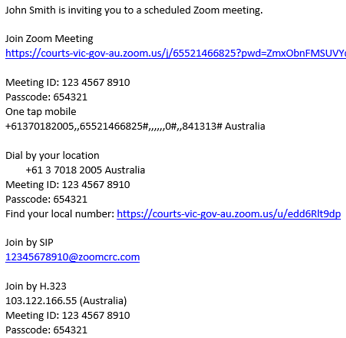 John Smith is inviting you to a scheduled Zoom meeting.
Join Zoom Meeting
https://courts-vic-gov-au.zoom.us/j/65521466825?pwd=ZmxObnFMSUVY
Meeting ID: 123 4567 8910
Passcode: 654321
One tap mobile
+61370182005,,65521466825#,,,,,,0#,,841313# Australia
Dial by your location
+61 3 7018 2005 Australia
Meeting ID: 123 4567 8910
Passcode: 654321
Find your local number: https://courts-vic-gov-au.zoom.us/u/edd6Rlt9dp
Join by SIP
12345678910@zoomcrc.com
Join by H.323
103.122.166.55 (Australia)
Meeting ID: 123 4567 8910
Passcode: 654321